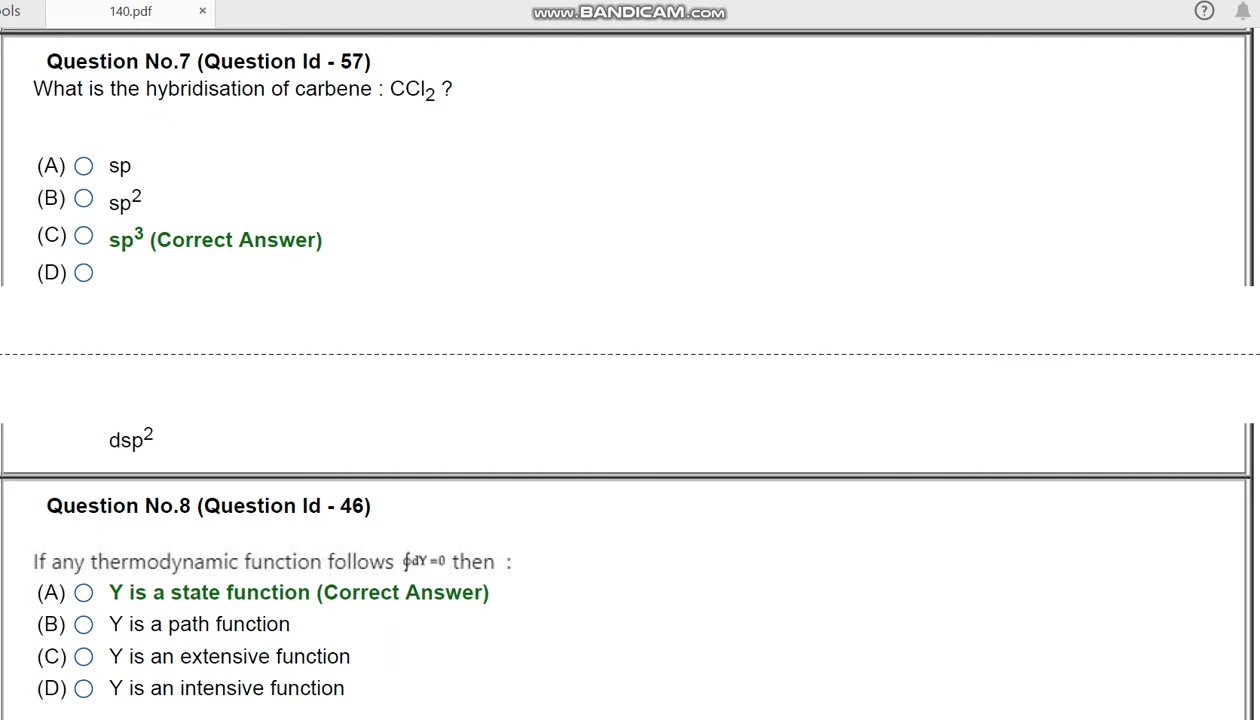 ols 140.pdf × www.BANDICAM.com ?
Question No.7 (Question Id - 57)
What is the hybridisation of carbene : CCl₂ ?
(A) sp
(B) sp²
(C) sp³ (Correct Answer)
(D)
dsp²
Question No.8 (Question Id - 46)
If any thermodynamic function follows ∮dY=0 then :
(A) Y is a state function (Correct Answer)
(B) Y is a path function
(C) Y is an extensive function
(D) Y is an intensive function